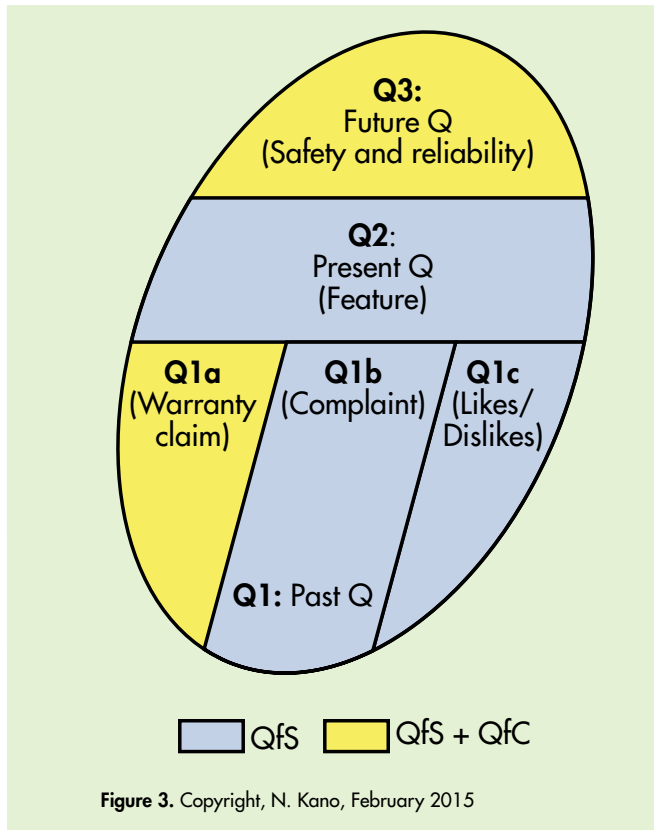 Q3:
Future Q
(Safety and reliability)
Q2:
Present Q
(Feature)
Q1a
(Warranty
claim)
Q1b
(Complaint)
Q1c
(Likes/
Dislikes)
Q1: Past Q
QfS
QfS + QfC
Figure 3. Copyright, N. Kano, February 2015